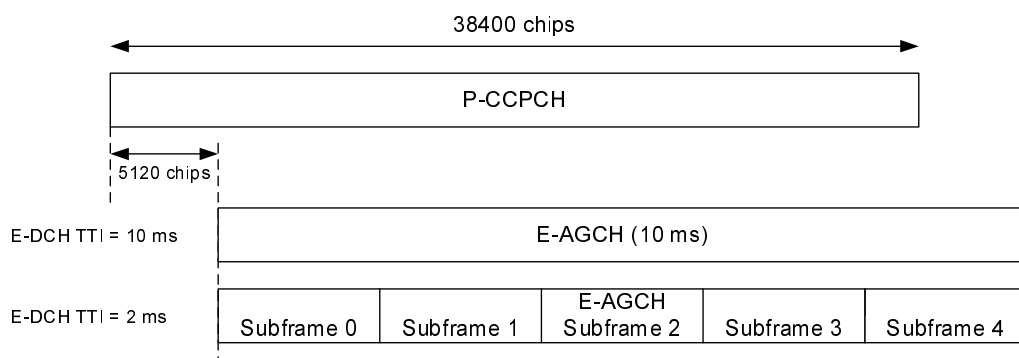 38400 chips
P-CCPCH
5120 chips
E-DCH TTI = 10 ms
E-AGCH (10 ms)
E-DCH TTI = 2 ms
E-AGCH
Subframe 0
Subframe 1
Subframe 2
Subframe 3
Subframe 4